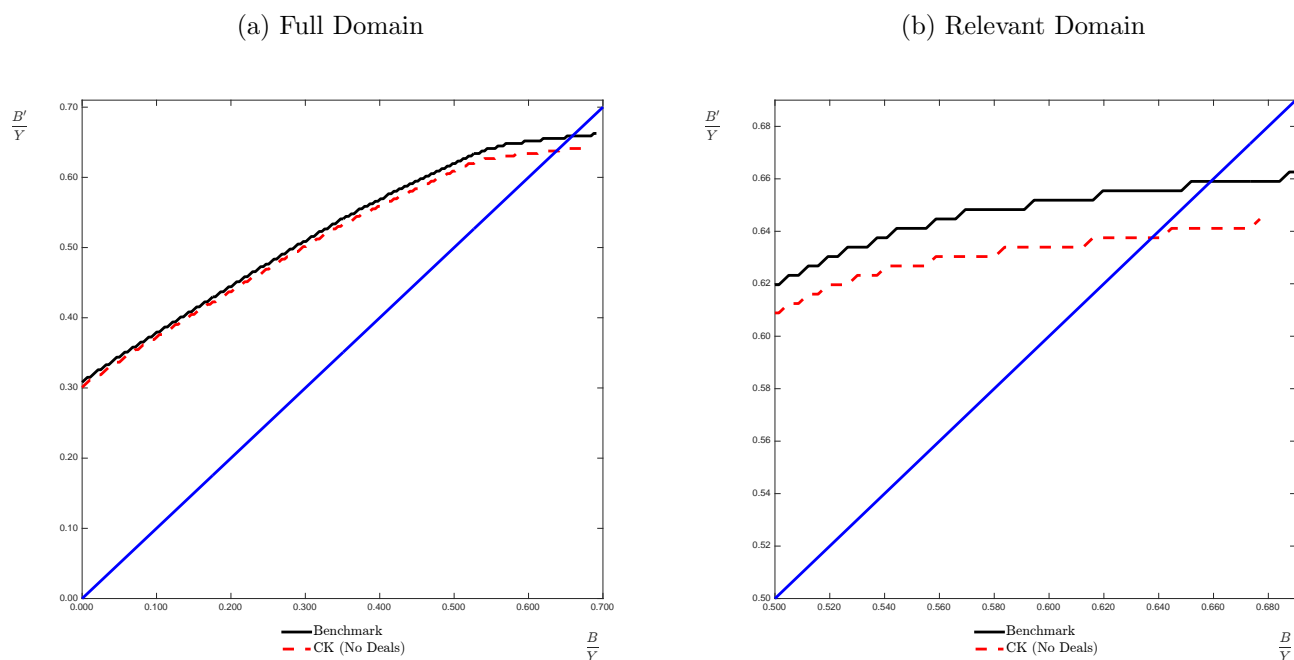 (a) Full Domain
B′/Y
0.70
0.60
0.50
0.40
0.30
0.20
0.10
0.00
0.000 0.100 0.200 0.300 0.400 0.500 0.600 0.700
Benchmark
CK (No Deals)
B/Y
(b) Relevant Domain
B′/Y
0.68
0.66
0.64
0.62
0.60
0.58
0.56
0.54
0.52
0.50
0.500 0.520 0.540 0.560 0.580 0.600 0.620 0.640 0.660 0.680
Benchmark
CK (No Deals)
B/Y